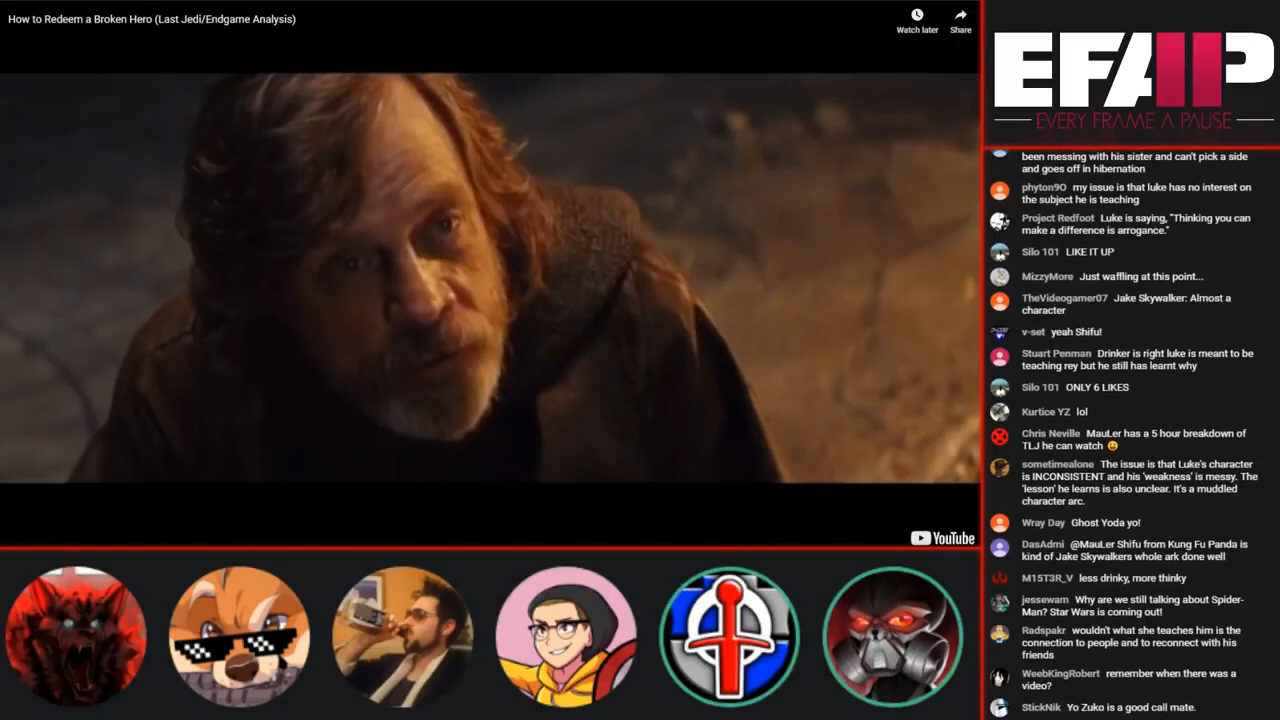 How to Redeem a Broken Hero (Last Jedi/Endgame Analysis)
Watch later
Share
YouTube
EFAP
EVERY FRAME A PAUSE
been messing with his sister and can't pick a side
and goes off in hibernation
phyton9O my issue is that luke has no interest on
the subject he is teaching
Project Redfoot Luke is saying, "Thinking you can
make a difference is arrogance."
Silo 101 LIKE IT UP
MizzyMore Just waffling at this point...
TheVideogamer07 Jake Skywalker: Almost a
character
v-set yeah Shifu!
Stuart Penman Drinker is right luke is meant to be
teaching rey but he still has learnt why
Silo 101 ONLY 6 LIKES
Kurtice YZ lol
Chris Neville MauLer has a 5 hour breakdown of
TLJ he can watch 😝
sometimealone The issue is that Luke's character
is INCONSISTENT and his 'weakness' is messy. The
'lesson' he learns is also unclear. It's a muddled
character arc.
Wray Day Ghost Yoda yo!
DasAdmi @MauLer Shifu from Kung Fu Panda is
kind of Jake Skywalkers whole ark done well
M15T3R_V less drinky, more thinky
jessewam Why are we still talking about Spider-
Man? Star Wars is coming out!
Radspakr wouldn't what she teaches him is the
connection to people and to reconnect with his
friends
WeebKingRobert remember when there was a
video?
StickNik Yo Zuko is a good call mate.